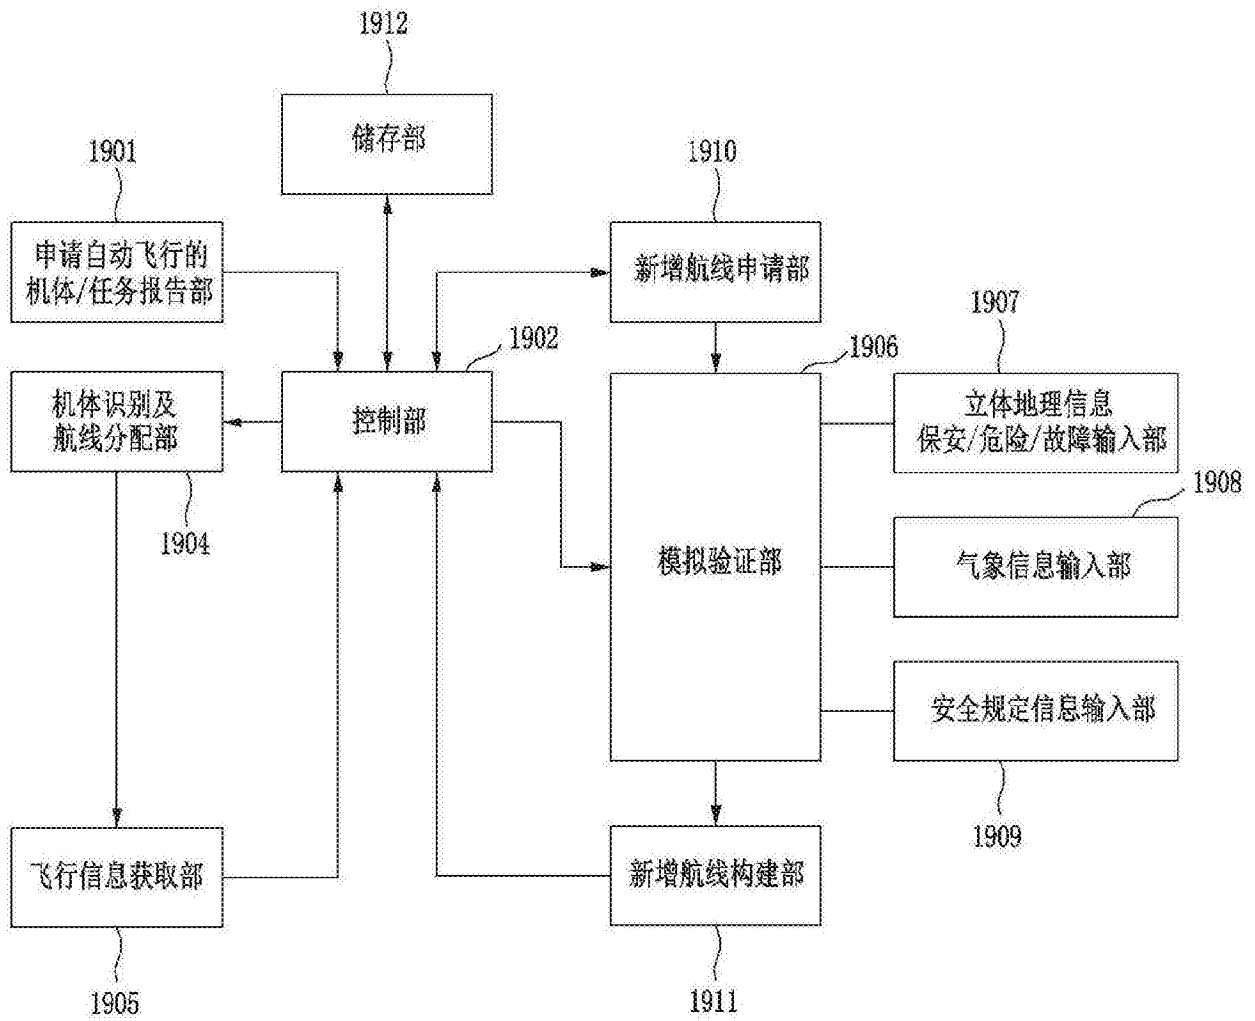 1912
储存部
1901
申请自动飞行的
机体/任务报告部
1910
新增航线申请部
1902
控制部
机体识别及
航线分配部
1904
1906
模拟验证部
1907
立体地理信息
保安/危险/故障输入部
1908
气象信息输入部
安全规定信息输入部
1909
飞行信息获取部
1905
新增航线构建部
1911